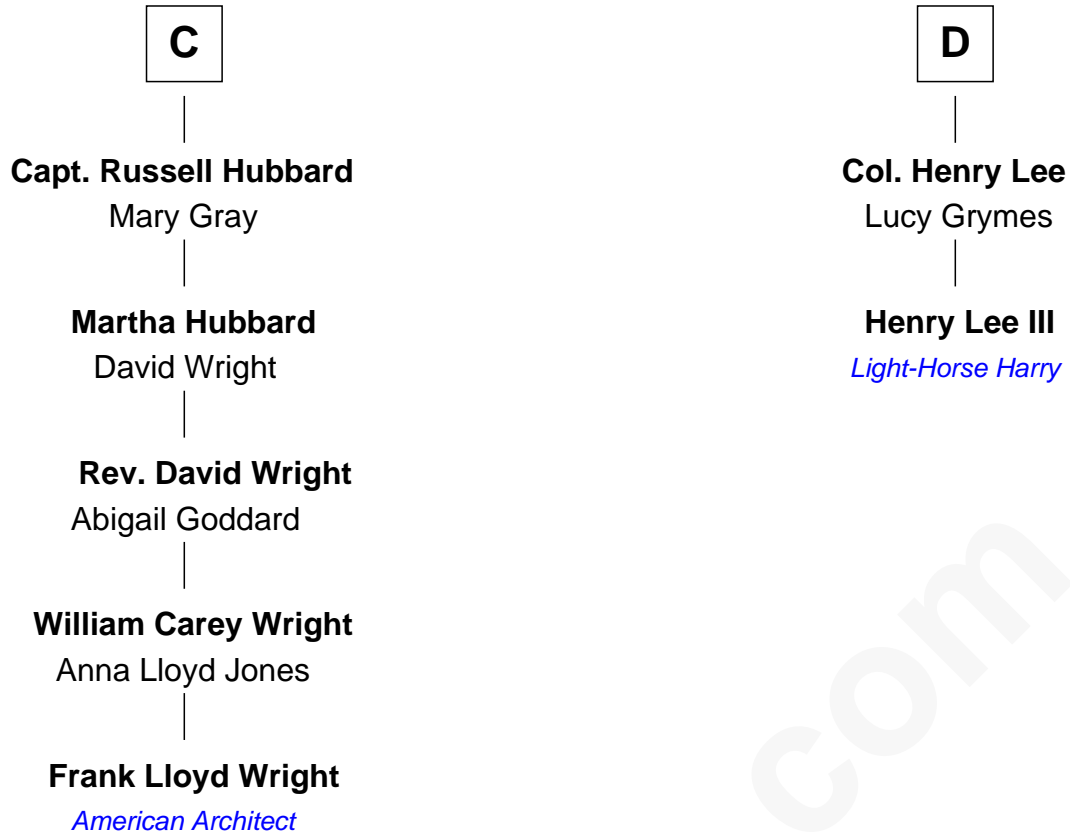 C
Capt. Russell Hubbard
Mary Gray
Martha Hubbard
David Wright
Rev. David Wright
Abigail Goddard
William Carey Wright
Anna Lloyd Jones
Frank Lloyd Wright
American Architect
D
Col. Henry Lee
Lucy Grymes
Henry Lee III
Light-Horse Harry
com